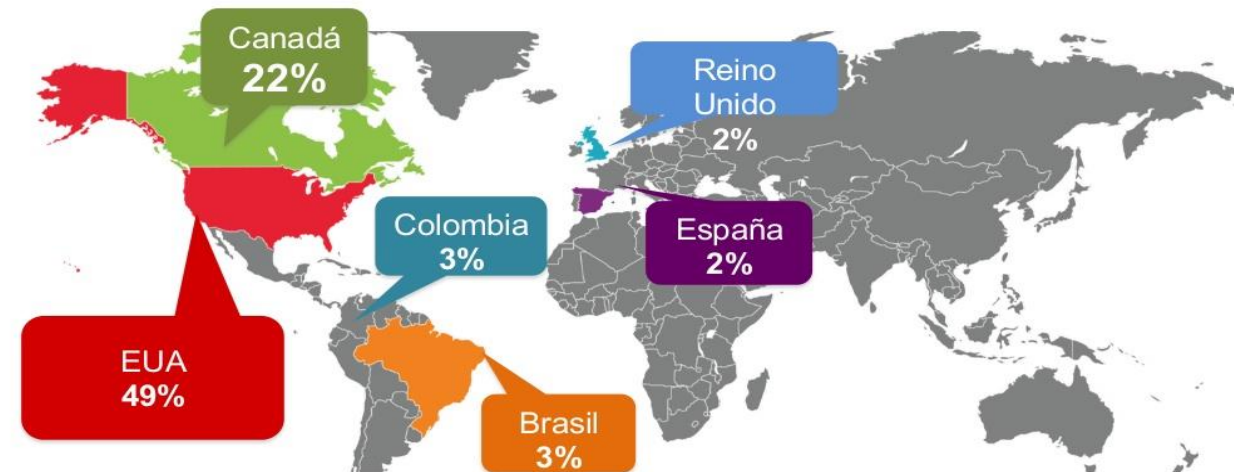 Canadá
22%
Reino
Unido
2%
Colombia
3%
España
2%
EUA
49%
Brasil
3%